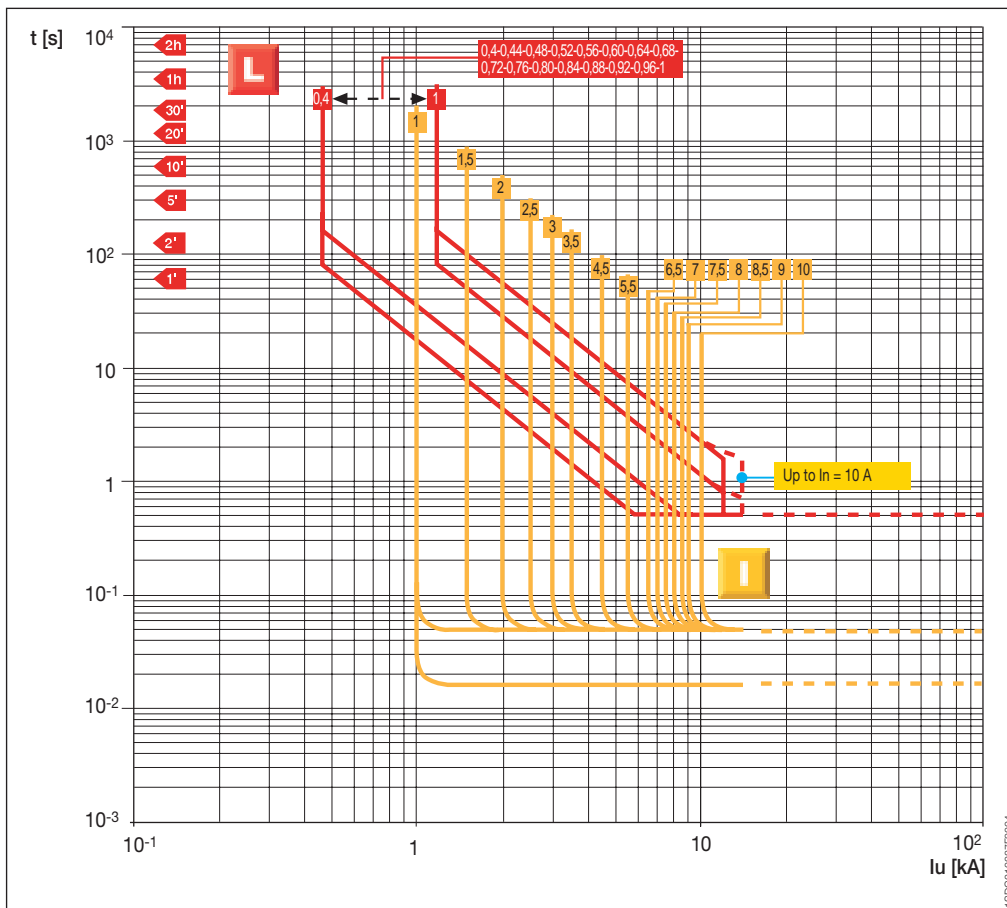 t [s]
10⁴
10³
10²
10
1
10⁻¹
10⁻²
10⁻³
2h
1h
30'
20'
10'
5'
2'
1'
L
0,4-0,44-0,48-0,52-0,56-0,60-0,64-0,68-
0,72-0,76-0,80-0,84-0,88-0,92-0,96-1
0,4
1
1
1,5
2
2,5
3
3,5
4,5
5,5
6,5 7 7,5 8 8,5 9 10
Up to In = 10 A
I
10⁻¹ 1 10 10²
Iu [kA]